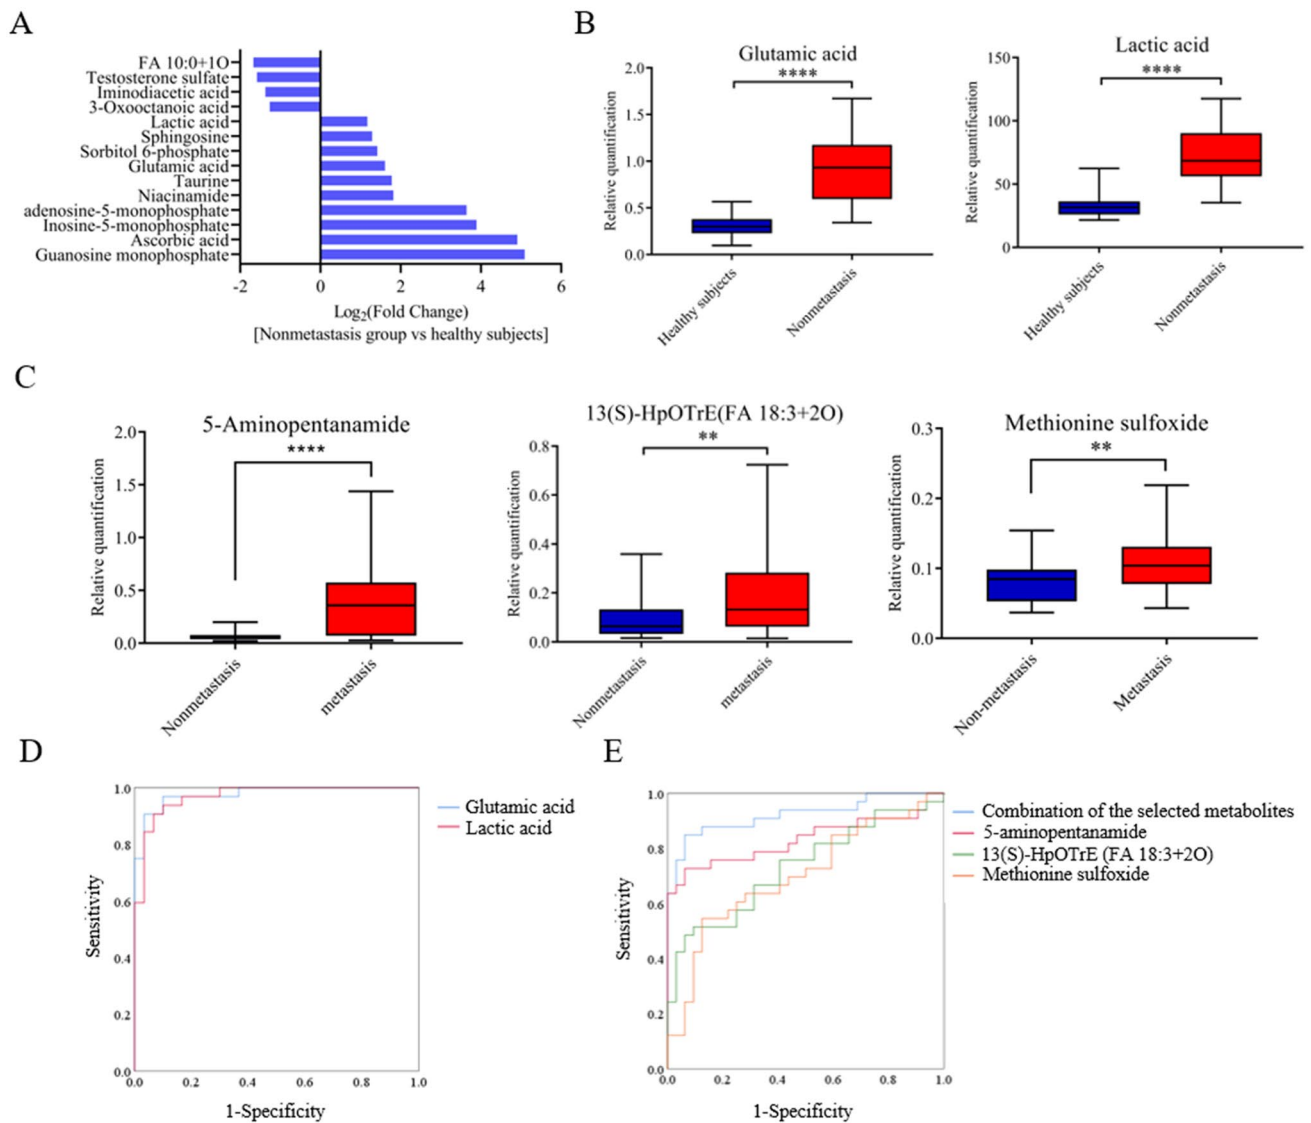 A
FA 10:0+1O
Testosterone sulfate
Iminodiacetic acid
3-Oxooctanoic acid
Lactic acid
Sphingosine
Sorbitol 6-phosphate
Glutamic acid
Taurine
Niacinamide
adenosine-5-monophosphate
Inosine-5-monophosphate
Ascorbic acid
Guanosine monophosphate
-2 0 2 4 6
Log2(Fold Change)
[Nonmetastasis group vs healthy subjects]
B
Glutamic acid
****
Relative quantification
2.0
1.5
1.0
0.5
0.0
Healthy subjects
Nonmetastasis
Lactic acid
****
Relative quantification
150
100
50
0
Healthy subjects
Nonmetastasis
C
5-Aminopentanamide
****
Relative quantification
2.0
1.5
1.0
0.5
0.0
Nonmetastasis
metastasis
13(S)-HpOTrE(FA 18:3+2O)
**
Relative quantification
0.8
0.6
0.4
0.2
0.0
Nonmetastasis
metastasis
Methionine sulfoxide
**
Relative quantification
0.3
0.2
0.1
0.0
Non-metastasis
Metastasis
D
Sensitivity
1.0
0.8
0.6
0.4
0.2
0.0
0.0 0.2 0.4 0.6 0.8 1.0
1-Specificity
Glutamic acid
Lactic acid
E
Sensitivity
1.0
0.8
0.6
0.4
0.2
0.0
0.0 0.2 0.4 0.6 0.8 1.0
1-Specificity
Combination of the selected metabolites
5-aminopentanamide
13(S)-HpOTrE (FA 18:3+2O)
Methionine sulfoxide